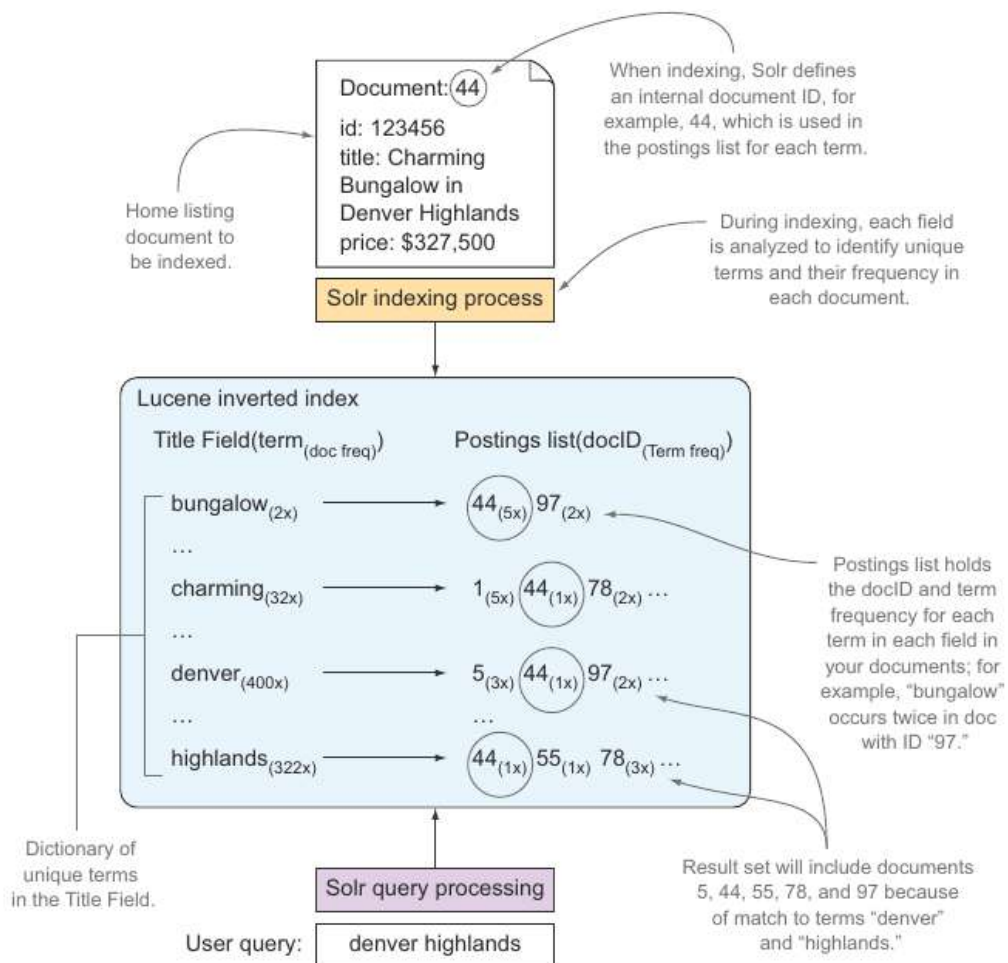 Document: 44
id: 123456
title: Charming
Bungalow in
Denver Highlands
price: $327,500
When indexing, Solr defines
an internal document ID, for
example, 44, which is used in
the postings list for each term.
Home listing
document to
be indexed.
During indexing, each field
is analyzed to identify unique
terms and their frequency in
each document.
Solr indexing process
Lucene inverted index
Title Field(term(doc freq)) Postings list(docID(Term freq))
bungalow(2x) 44(5x) 97(2x)
...
charming(32x) 1(5x) 44(1x) 78(2x) ...
...
denver(400x) 5(3x) 44(1x) 97(2x) ...
... ...
highlands(322x) 44(1x) 55(1x) 78(3x) ...
Postings list holds
the docID and term
frequency for each
term in each field in
your documents; for
example, “bungalow”
occurs twice in doc
with ID “97.”
Dictionary of
unique terms
in the Title Field.
Solr query processing
User query: denver highlands
Result set will include documents
5, 44, 55, 78, and 97 because
of match to terms “denver”
and “highlands.”